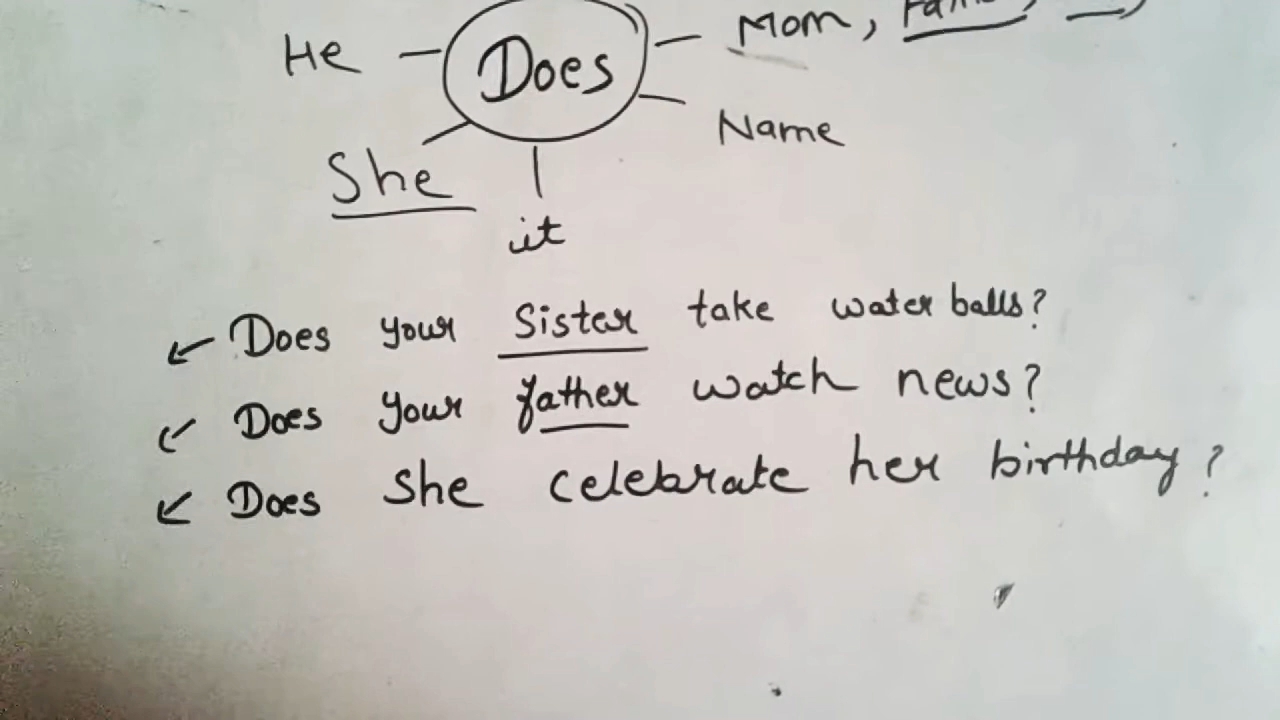 He Does Mom,
She Name
it
Does your Sister take water balls?
Does your father watch news?
Does she celebrate her birthday?